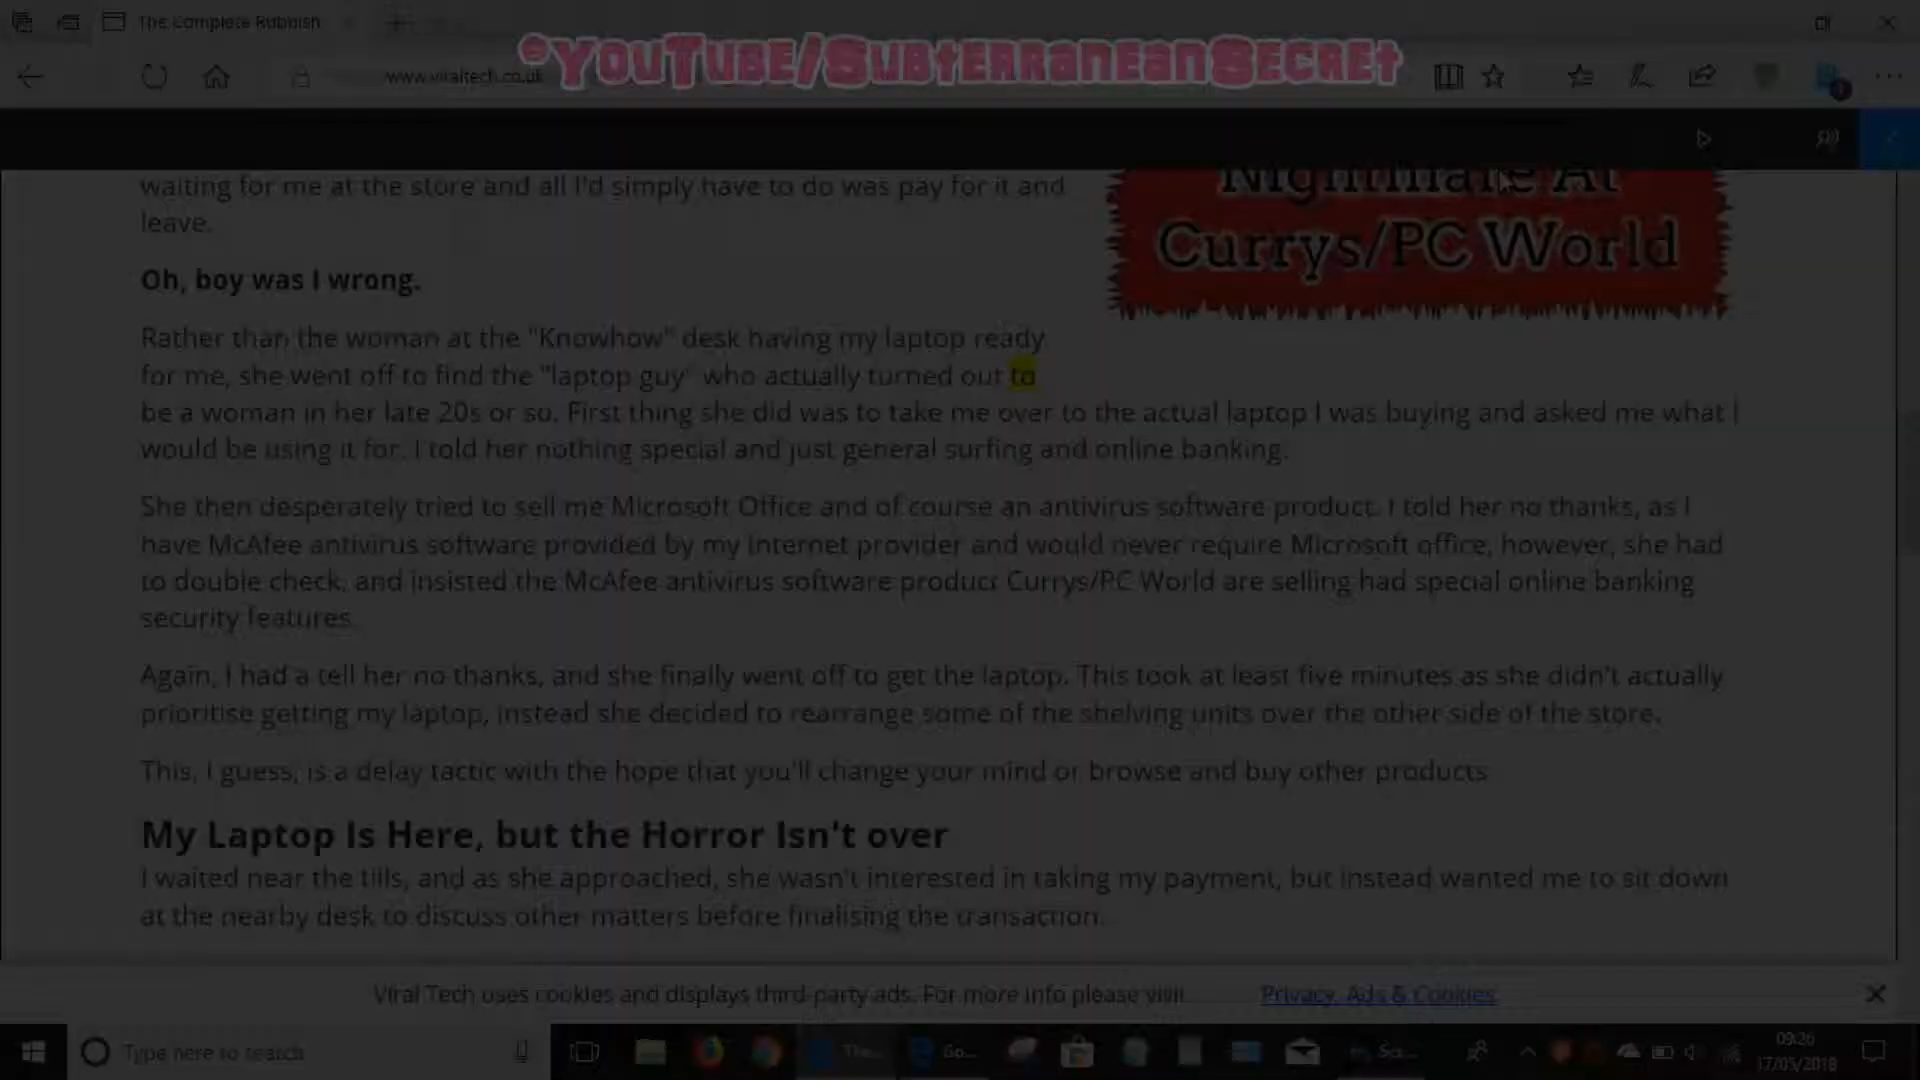 The Complete Rubbish
©YouTube/SubterraneanSecret
www.viraltech.co.uk
Nightmare At
Currys/PC World
waiting for me at the store and all I'd simply have to do was pay for it and
leave.
Oh, boy was I wrong.
Rather than the woman at the "Knowhow" desk having my laptop ready
for me, she went off to find the "laptop guy" who actually turned out to
be a woman in her late 20s or so. First thing she did was to take me over to the actual laptop I was buying and asked me what I
would be using it for. I told her nothing special and just general surfing and online banking.
She then desperately tried to sell me Microsoft Office and of course an antivirus software product. I told her no thanks, as I
have McAfee antivirus software provided by my internet provider and would never require Microsoft office, however, she had
to double check, and insisted the McAfee antivirus software product Currys/PC World are selling had special online banking
security features.
Again, I had a tell her no thanks, and she finally went off to get the laptop. This took at least five minutes as she didn't actually
prioritise getting my laptop, instead she decided to rearrange some of the shelving units over the other side of the store.
This, I guess, is a delay tactic with the hope that you'll change your mind or browse and buy other products
My Laptop Is Here, but the Horror Isn't over
I waited near the tills, and as she approached, she wasn't interested in taking my payment, but instead wanted me to sit down
at the nearby desk to discuss other matters before finalising the transaction.
Viral Tech uses cookies and displays third-party ads. For more info please visit Privacy, Ads & Cookies
Type here to search
The...
Go...
Scr...
09:26
17/05/2018